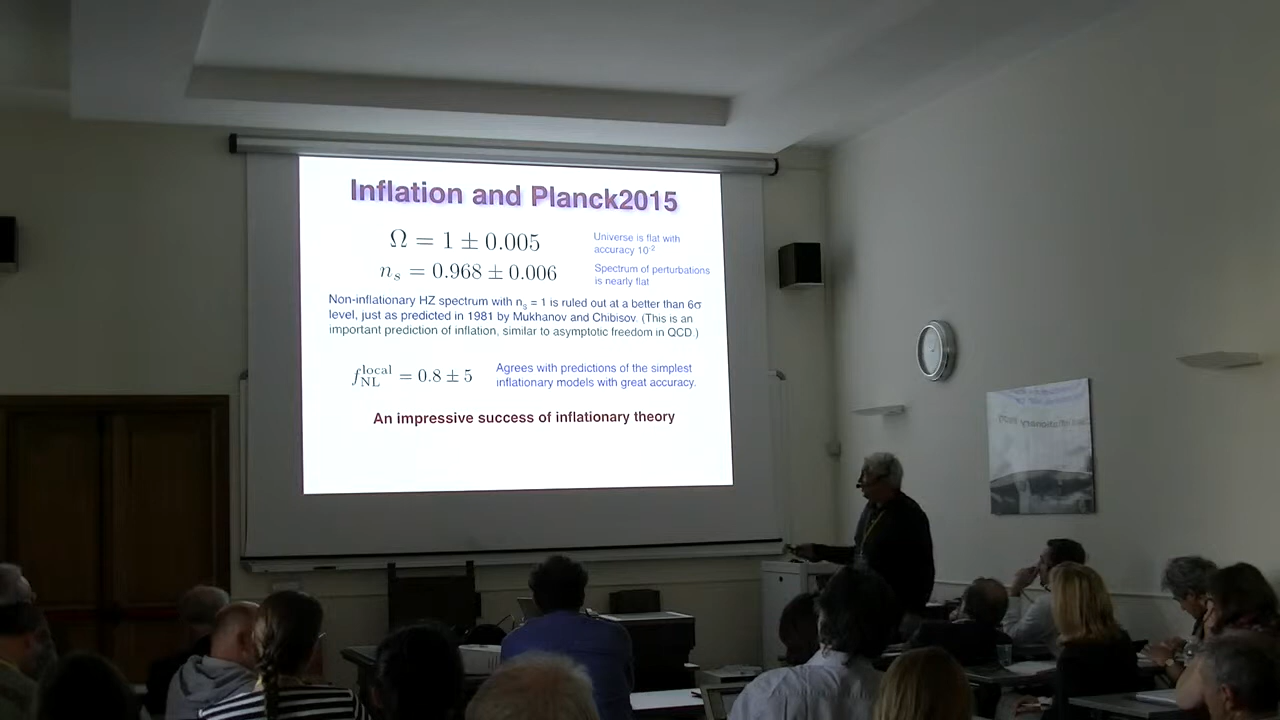 Inflation and Planck2015
Ω = 1 ± 0.005
Universe is flat with
accuracy 10⁻²
nₛ = 0.968 ± 0.006
Spectrum of perturbations
is nearly flat
Non-inflationary HZ spectrum with nₛ = 1 is ruled out at a better than 6σ
level, just as predicted in 1981 by Mukhanov and Chibisov. (This is an
important prediction of inflation, similar to asymptotic freedom in QCD.)
f_NL^local = 0.8 ± 5
Agrees with predictions of the simplest
inflationary models with great accuracy.
An impressive success of inflationary theory